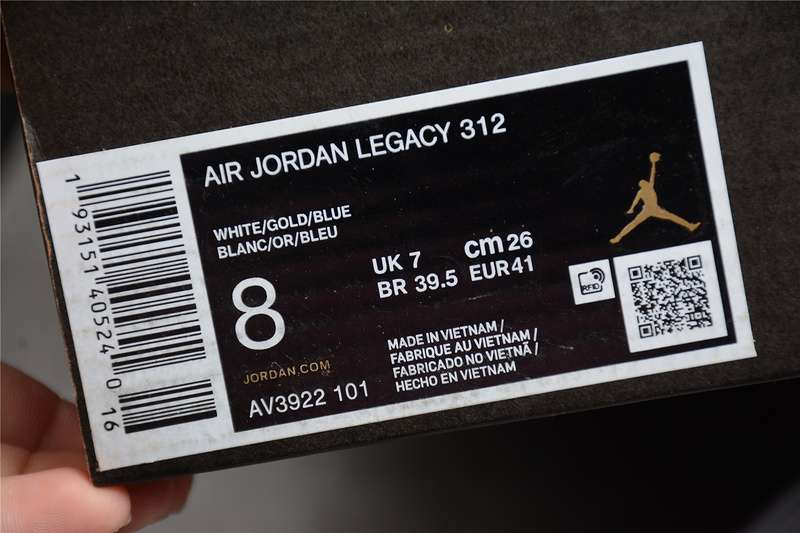 AIR JORDAN LEGACY 312
WHITE/GOLD/BLUE
BLANC/OR/BLEU
8
UK 7 cm 26
BR 39.5 EUR 41
JORDAN.COM
AV3922 101
MADE IN VIETNAM /
FABRIQUE AU VIETNAM /
FABRICADO NO VIETNÃ /
HECHO EN VIETNAM
RFID
1 93151 40524 0 16